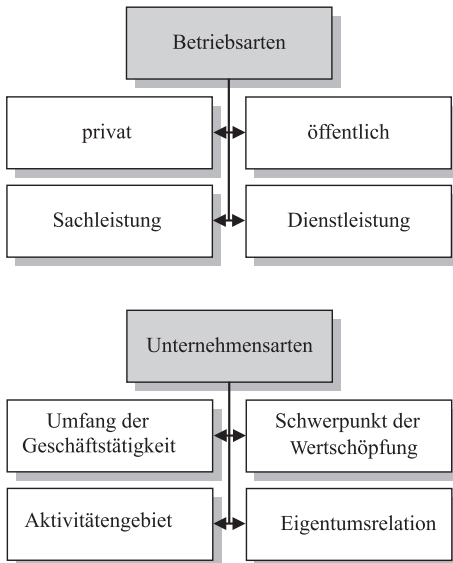 Betriebsarten
privat
öffentlich
Sachleistung
Dienstleistung
Unternehmensarten
Umfang der
Geschäftstätigkeit
Schwerpunkt der
Wertschöpfung
Aktivitätengebiet
Eigentumsrelation